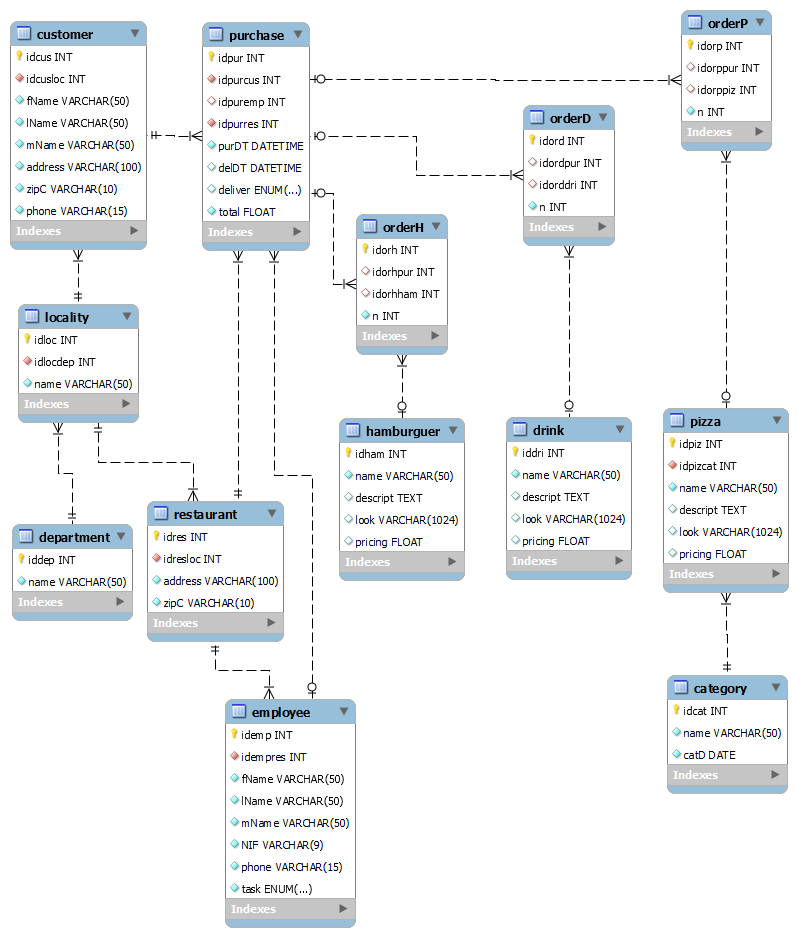 customer
idcus INT
idcusloc INT
fName VARCHAR(50)
lName VARCHAR(50)
mName VARCHAR(50)
address VARCHAR(100)
zipC VARCHAR(10)
phone VARCHAR(15)
Indexes
purchase
idpur INT
idpurcus INT
idpuremp INT
idpurres INT
purDT DATETIME
delDT DATETIME
deliver ENUM(...)
total FLOAT
Indexes
orderP
idorp INT
idorppur INT
idorppiz INT
n INT
Indexes
orderD
idord INT
idordpur INT
idorddri INT
n INT
Indexes
orderH
idorh INT
idorhpur INT
idorhham INT
n INT
Indexes
locality
idloc INT
idlocdep INT
name VARCHAR(50)
Indexes
hamburguer
idham INT
name VARCHAR(50)
descript TEXT
look VARCHAR(1024)
pricing FLOAT
Indexes
drink
iddri INT
name VARCHAR(50)
descript TEXT
look VARCHAR(1024)
pricing FLOAT
Indexes
pizza
idpiz INT
idpizcat INT
name VARCHAR(50)
descript TEXT
look VARCHAR(1024)
pricing FLOAT
Indexes
department
iddep INT
name VARCHAR(50)
Indexes
restaurant
idres INT
idresloc INT
address VARCHAR(100)
zipC VARCHAR(10)
Indexes
employee
idemp INT
idempres INT
fName VARCHAR(50)
lName VARCHAR(50)
mName VARCHAR(50)
NIF VARCHAR(9)
phone VARCHAR(15)
task ENUM(...)
Indexes
category
idcat INT
name VARCHAR(50)
catD DATE
Indexes